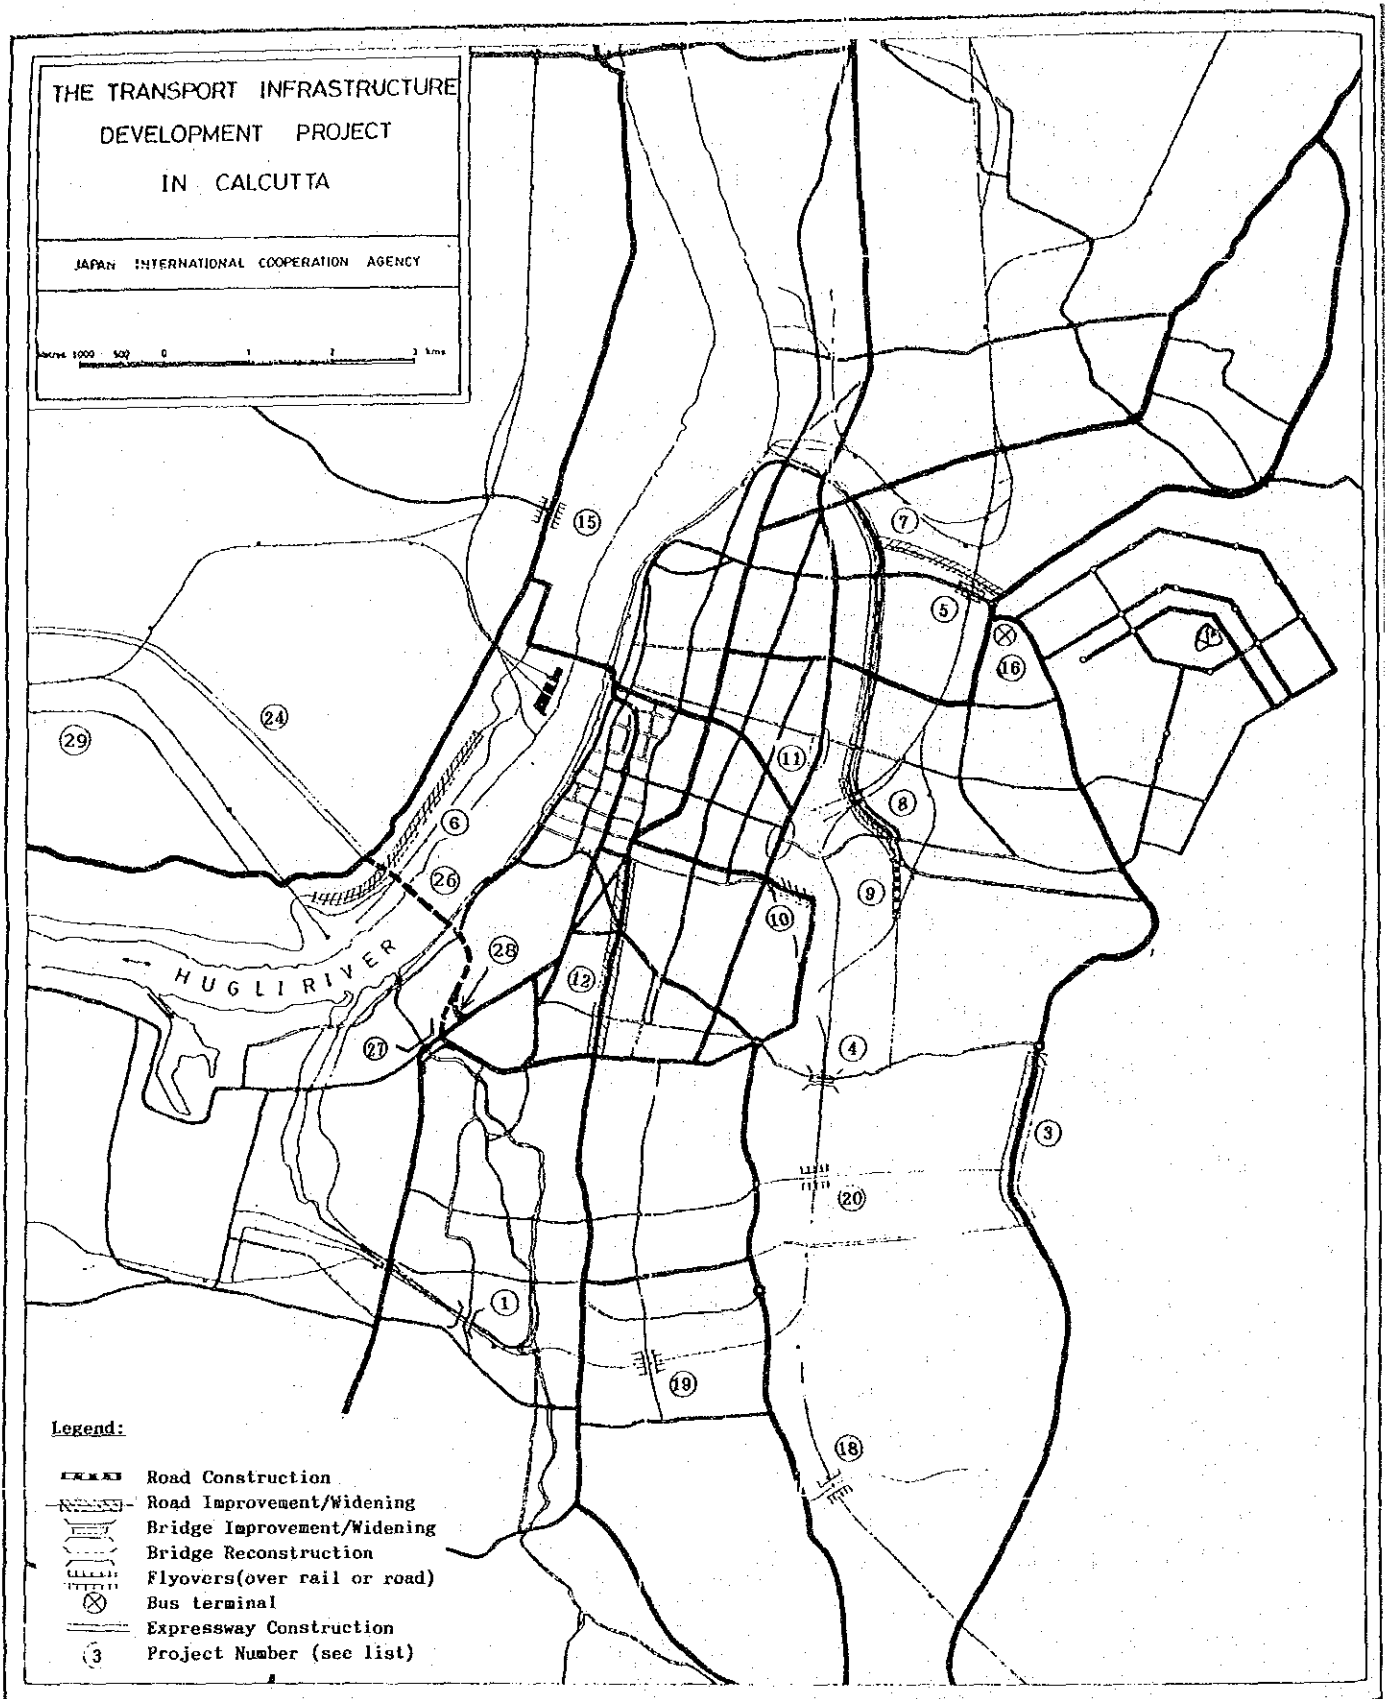 THE TRANSPORT INFRASTRUCTURE
DEVELOPMENT PROJECT
IN CALCUTTA
JAPAN INTERNATIONAL COOPERATION AGENCY
1000 500 0 1 2 3 kms
15
7
5
16
24
29
11
6
8
26
9
10
28
HUGLI RIVER
12
27
4
3
20
1
19
18
Legend:
Road Construction
Road Improvement/Widening
Bridge Improvement/Widening
Bridge Reconstruction
Flyovers(over rail or road)
Bus terminal
Expressway Construction
3 Project Number (see list)